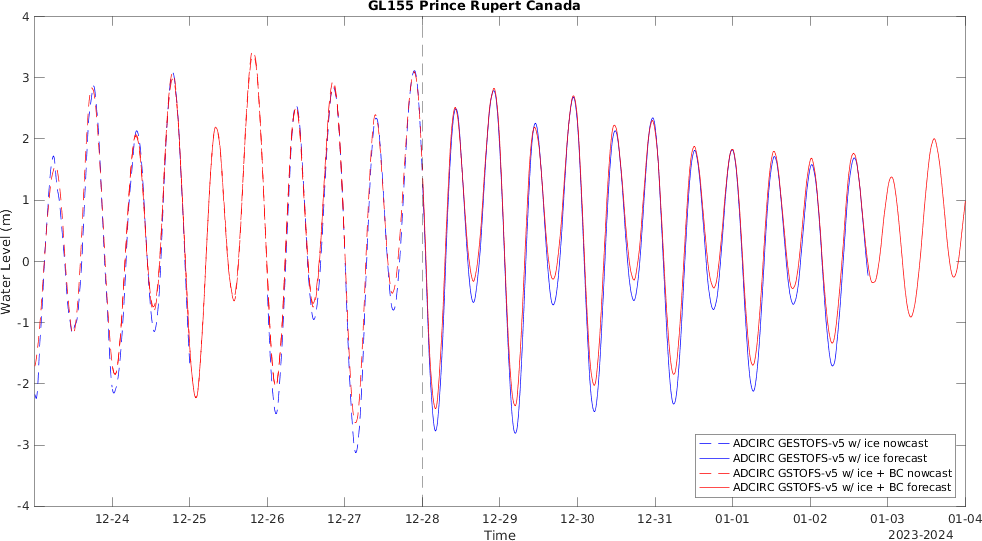 GL155 Prince Rupert Canada
4
3
2
1
0
-1
-2
-3
-4
Water Level (m)
ADCIRC GESTOFS-v5 w/ ice nowcast
ADCIRC GESTOFS-v5 w/ ice forecast
ADCIRC GSTOFS-v5 w/ ice + BC nowcast
ADCIRC GSTOFS-v5 w/ ice + BC forecast
12-24 12-25 12-26 12-27 12-28 12-29 12-30 12-31 01-01 01-02 01-03 01-04
Time
2023-2024